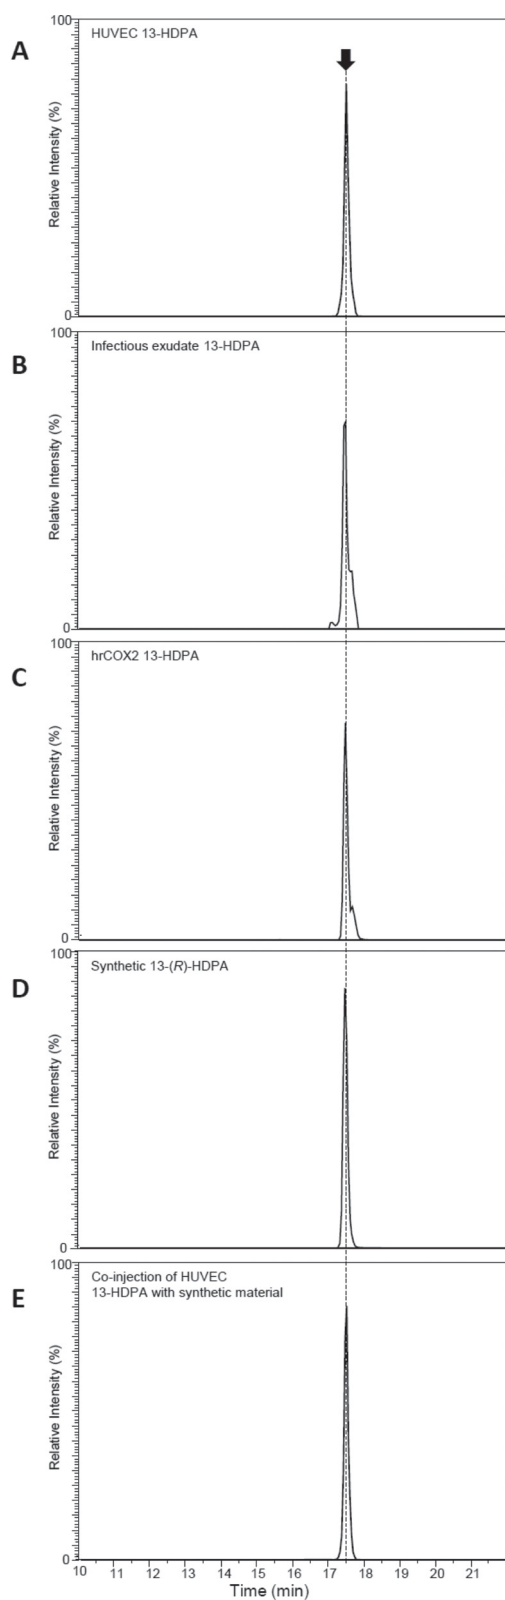 A
100
HUVEC 13-HDPA
Relative Intensity (%)
0
B
100
Infectious exudate 13-HDPA
Relative Intensity (%)
0
C
100
hrCOX2 13-HDPA
Relative Intensity (%)
0
D
100
Synthetic 13-(R)-HDPA
Relative Intensity (%)
0
E
100
Co-injection of HUVEC
13-HDPA with synthetic material
Relative Intensity (%)
0
10 11 12 13 14 15 16 17 18 19 20 21
Time (min)